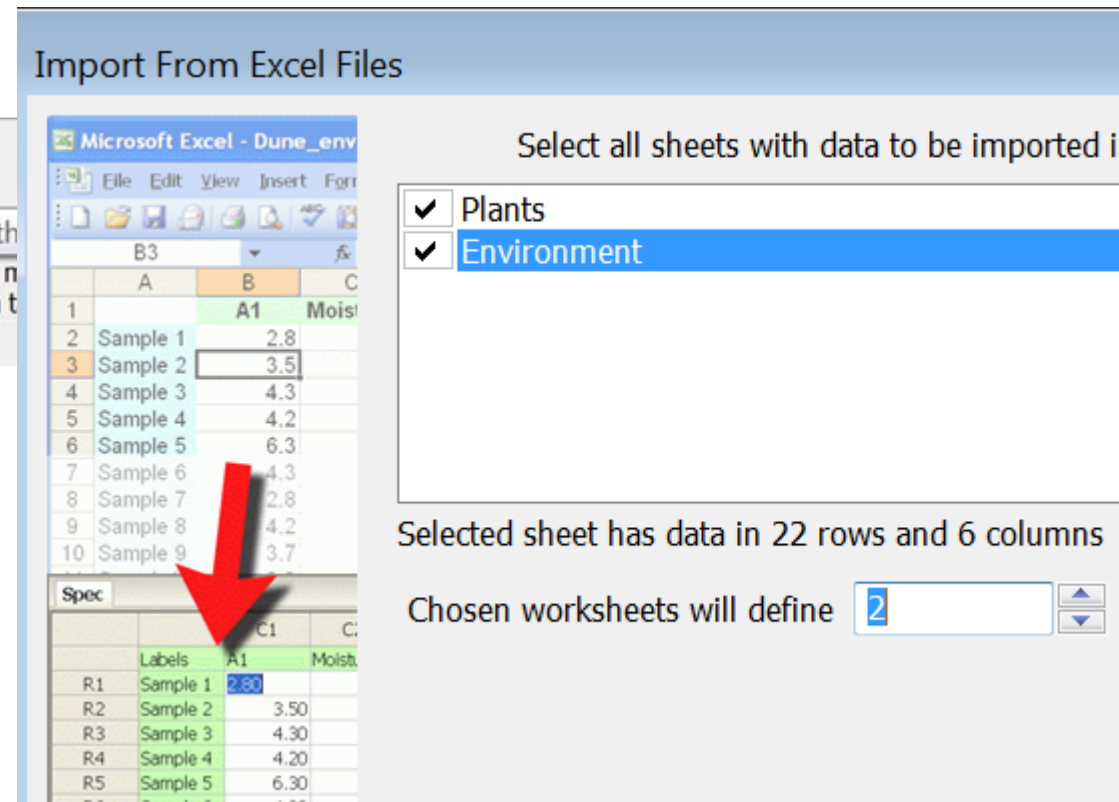 Import From Excel Files
Microsoft Excel - Dune_env
File Edit View Insert Form
B3 fx
A B C
1 A1 Moist
2 Sample 1 2.8
3 Sample 2 3.5
4 Sample 3 4.3
5 Sample 4 4.2
6 Sample 5 6.3
7 Sample 6 4.3
8 Sample 7 2.8
9 Sample 8 4.2
10 Sample 9 3.7
Spec
C1
Labels A1 Moistu
R1 Sample 1 2.80
R2 Sample 2 3.50
R3 Sample 3 4.30
R4 Sample 4 4.20
R5 Sample 5 6.30
Select all sheets with data to be imported i
Plants
Environment
Selected sheet has data in 22 rows and 6 columns
Chosen worksheets will define 2